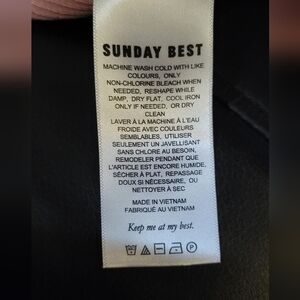 SUNDAY BEST
MACHINE WASH COLD WITH LIKE
COLOURS, ONLY
NON-CHLORINE BLEACH WHEN
NEEDED, RESHAPE WHILE
DAMP, DRY FLAT, COOL IRON
ONLY IF NEEDED, OR DRY
CLEAN
LAVER À LA MACHINE À L'EAU
FROIDE AVEC COULEURS
SEMBLABLES, UTILISER
SEULEMENT UN JAVELLISANT
SANS CHLORE AU BESOIN,
REMODELER PENDANT QUE
L'ARTICLE EST ENCORE HUMIDE,
SÉCHER À PLAT, REPASSAGE
DOUX SI NÉCESSAIRE, OU
NETTOYER À SEC
MADE IN VIETNAM
FABRIQUÉ AU VIETNAM
Keep me at my best.